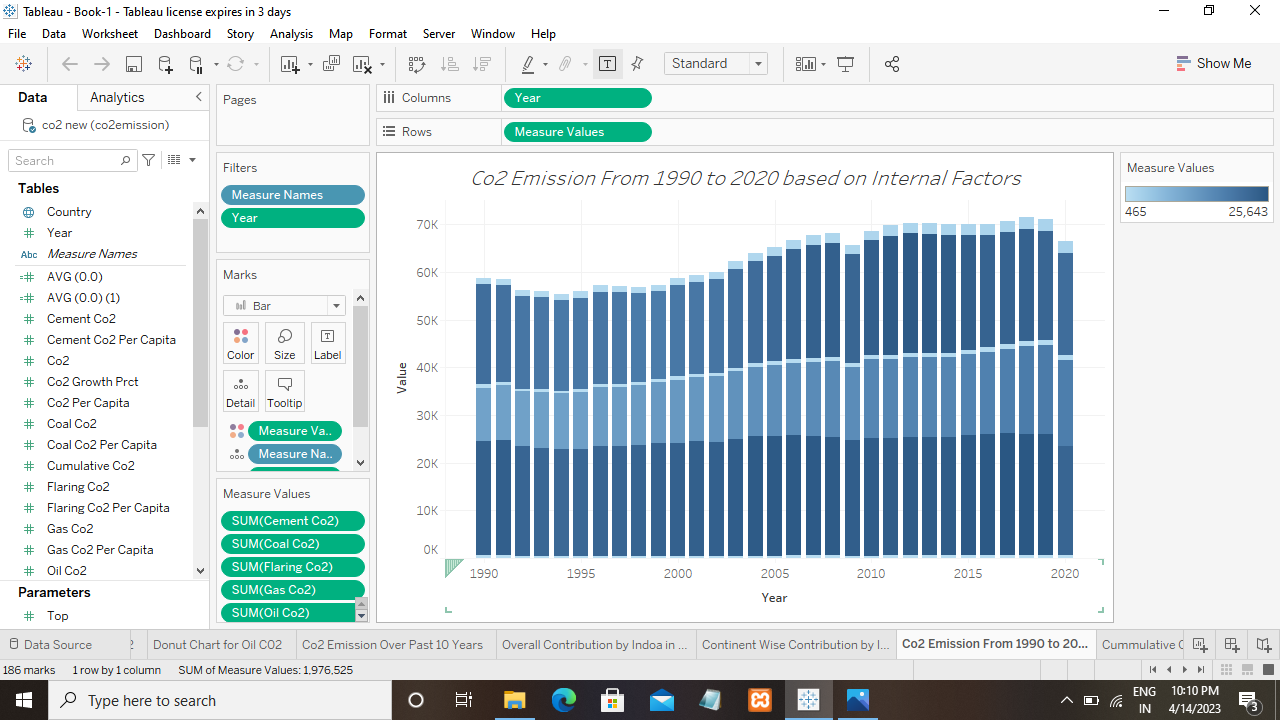 Tableau - Book-1 - Tableau license expires in 3 days
File Data Worksheet Dashboard Story Analysis Map Format Server Window Help
Standard
Show Me
Data Analytics
co2 new (co2emission)
Search
Tables
Country
Year
Abc Measure Names
AVG (0.0)
AVG (0.0) (1)
Cement Co2
Cement Co2 Per Capita
Co2
Co2 Growth Prct
Co2 Per Capita
Coal Co2
Coal Co2 Per Capita
Cumulative Co2
Flaring Co2
Flaring Co2 Per Capita
Gas Co2
Gas Co2 Per Capita
Oil Co2
Parameters
Top
Pages
Filters
Measure Names
Year
Marks
Bar
Color Size Label
Detail Tooltip
Measure Va..
Measure Na..
Measure Values
SUM(Cement Co2)
SUM(Coal Co2)
SUM(Flaring Co2)
SUM(Gas Co2)
SUM(Oil Co2)
Columns Year
Rows Measure Values
Co2 Emission From 1990 to 2020 based on Internal Factors
70K
60K
50K
40K
30K
20K
10K
0K
Value
1990 1995 2000 2005 2010 2015 2020
Year
Measure Values
465 25,643
Data Source 2 Donut Chart for Oil C02 Co2 Emission Over Past 10 Years Overall Contribution by Indoa in ... Continent Wise Contribution by I... Co2 Emission From 1990 to 20... Cummulative C
186 marks 1 row by 1 column SUM of Measure Values: 1,976,525
Type here to search
ENG
IN
10:10 PM
4/14/2023
3